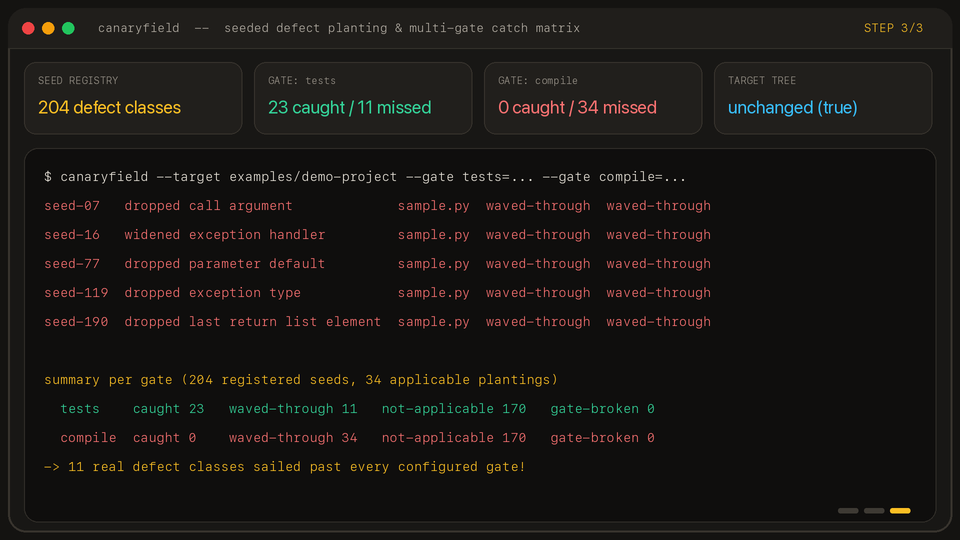 canaryfield -- seeded defect planting & multi-gate catch matrix
STEP 3/3
SEED REGISTRY
204 defect classes
GATE: tests
23 caught / 11 missed
GATE: compile
0 caught / 34 missed
TARGET TREE
unchanged (true)
$ canaryfield --target examples/demo-project --gate tests=... --gate compile=...
seed-07 dropped call argument sample.py waved-through waved-through
seed-16 widened exception handler sample.py waved-through waved-through
seed-77 dropped parameter default sample.py waved-through waved-through
seed-119 dropped exception type sample.py waved-through waved-through
seed-190 dropped last return list element sample.py waved-through waved-through
summary per gate (204 registered seeds, 34 applicable plantings)
tests caught 23 waved-through 11 not-applicable 170 gate-broken 0
compile caught 0 waved-through 34 not-applicable 170 gate-broken 0
-> 11 real defect classes sailed past every configured gate!